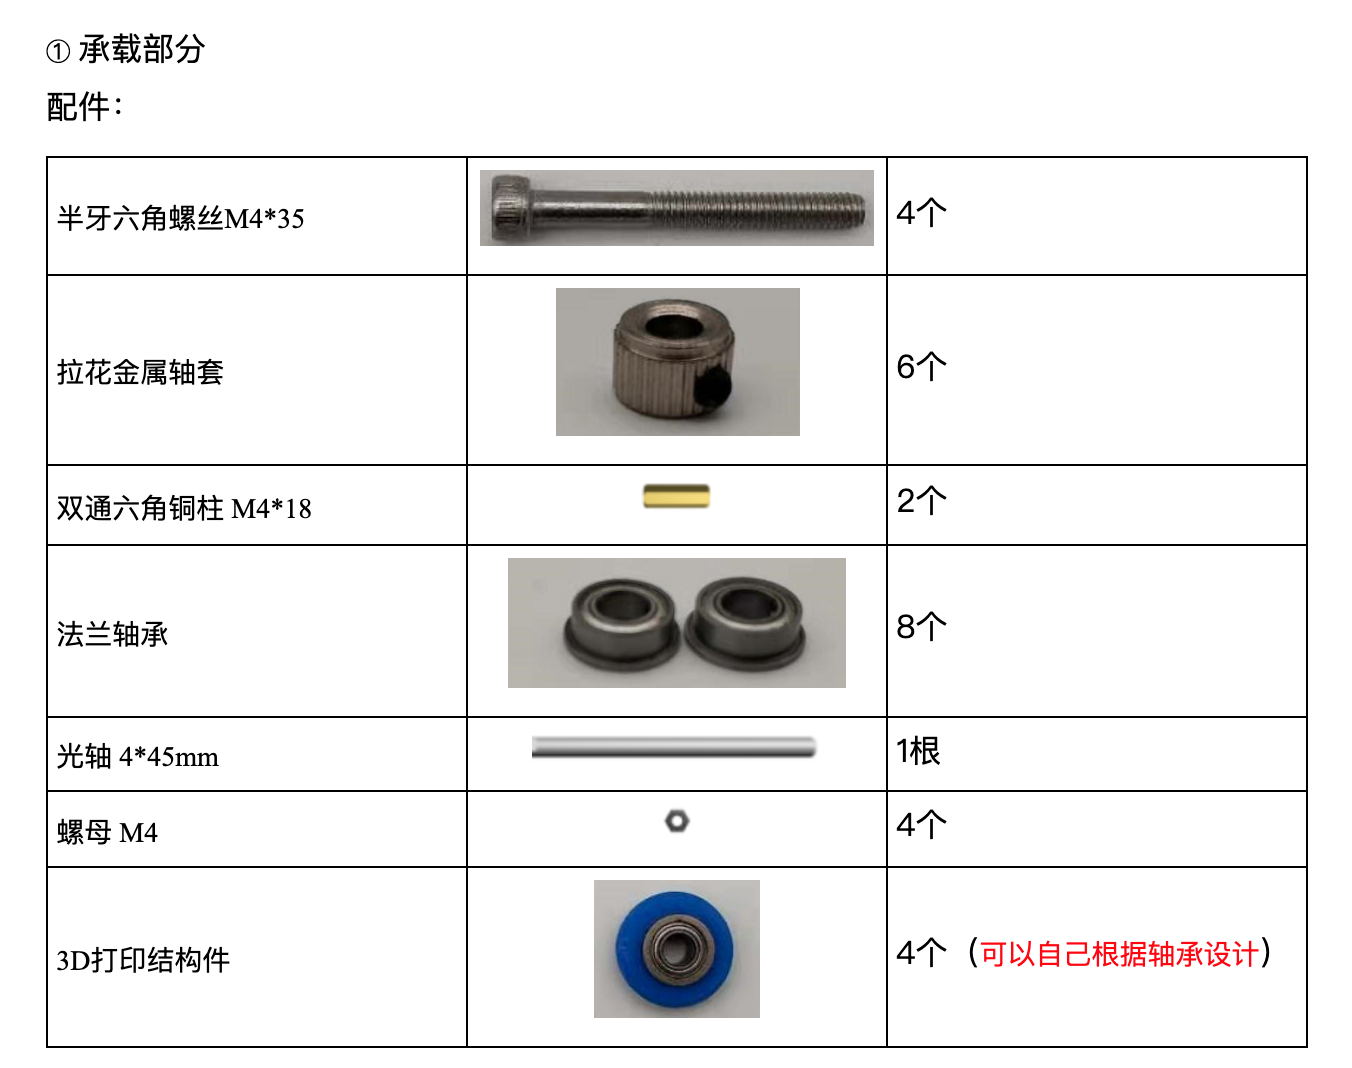 ① 承载部分
配件：
半牙六角螺丝M4*35
4个
拉花金属轴套
6个
双通六角铜柱 M4*18
2个
法兰轴承
8个
光轴 4*45mm
1根
螺母 M4
4个
3D打印结构件
4个（可以自己根据轴承设计）